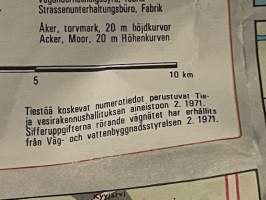 Strassenunterhaltungsbüro, Fabrik
Åker, torvmark, 20 m höjdkurvor
Acker, Moor, 20 m Höhenkurven
5 10 km
Tiestöä koskevat numerotiedot perustuvat Tie-
ja vesirakennushallituksen aineistoon 2. 1971.
Sifferuppgifterna rörande vägnätet har erhållits
från Väg- och vattenbyggnadsstyrelsen 2. 1971.